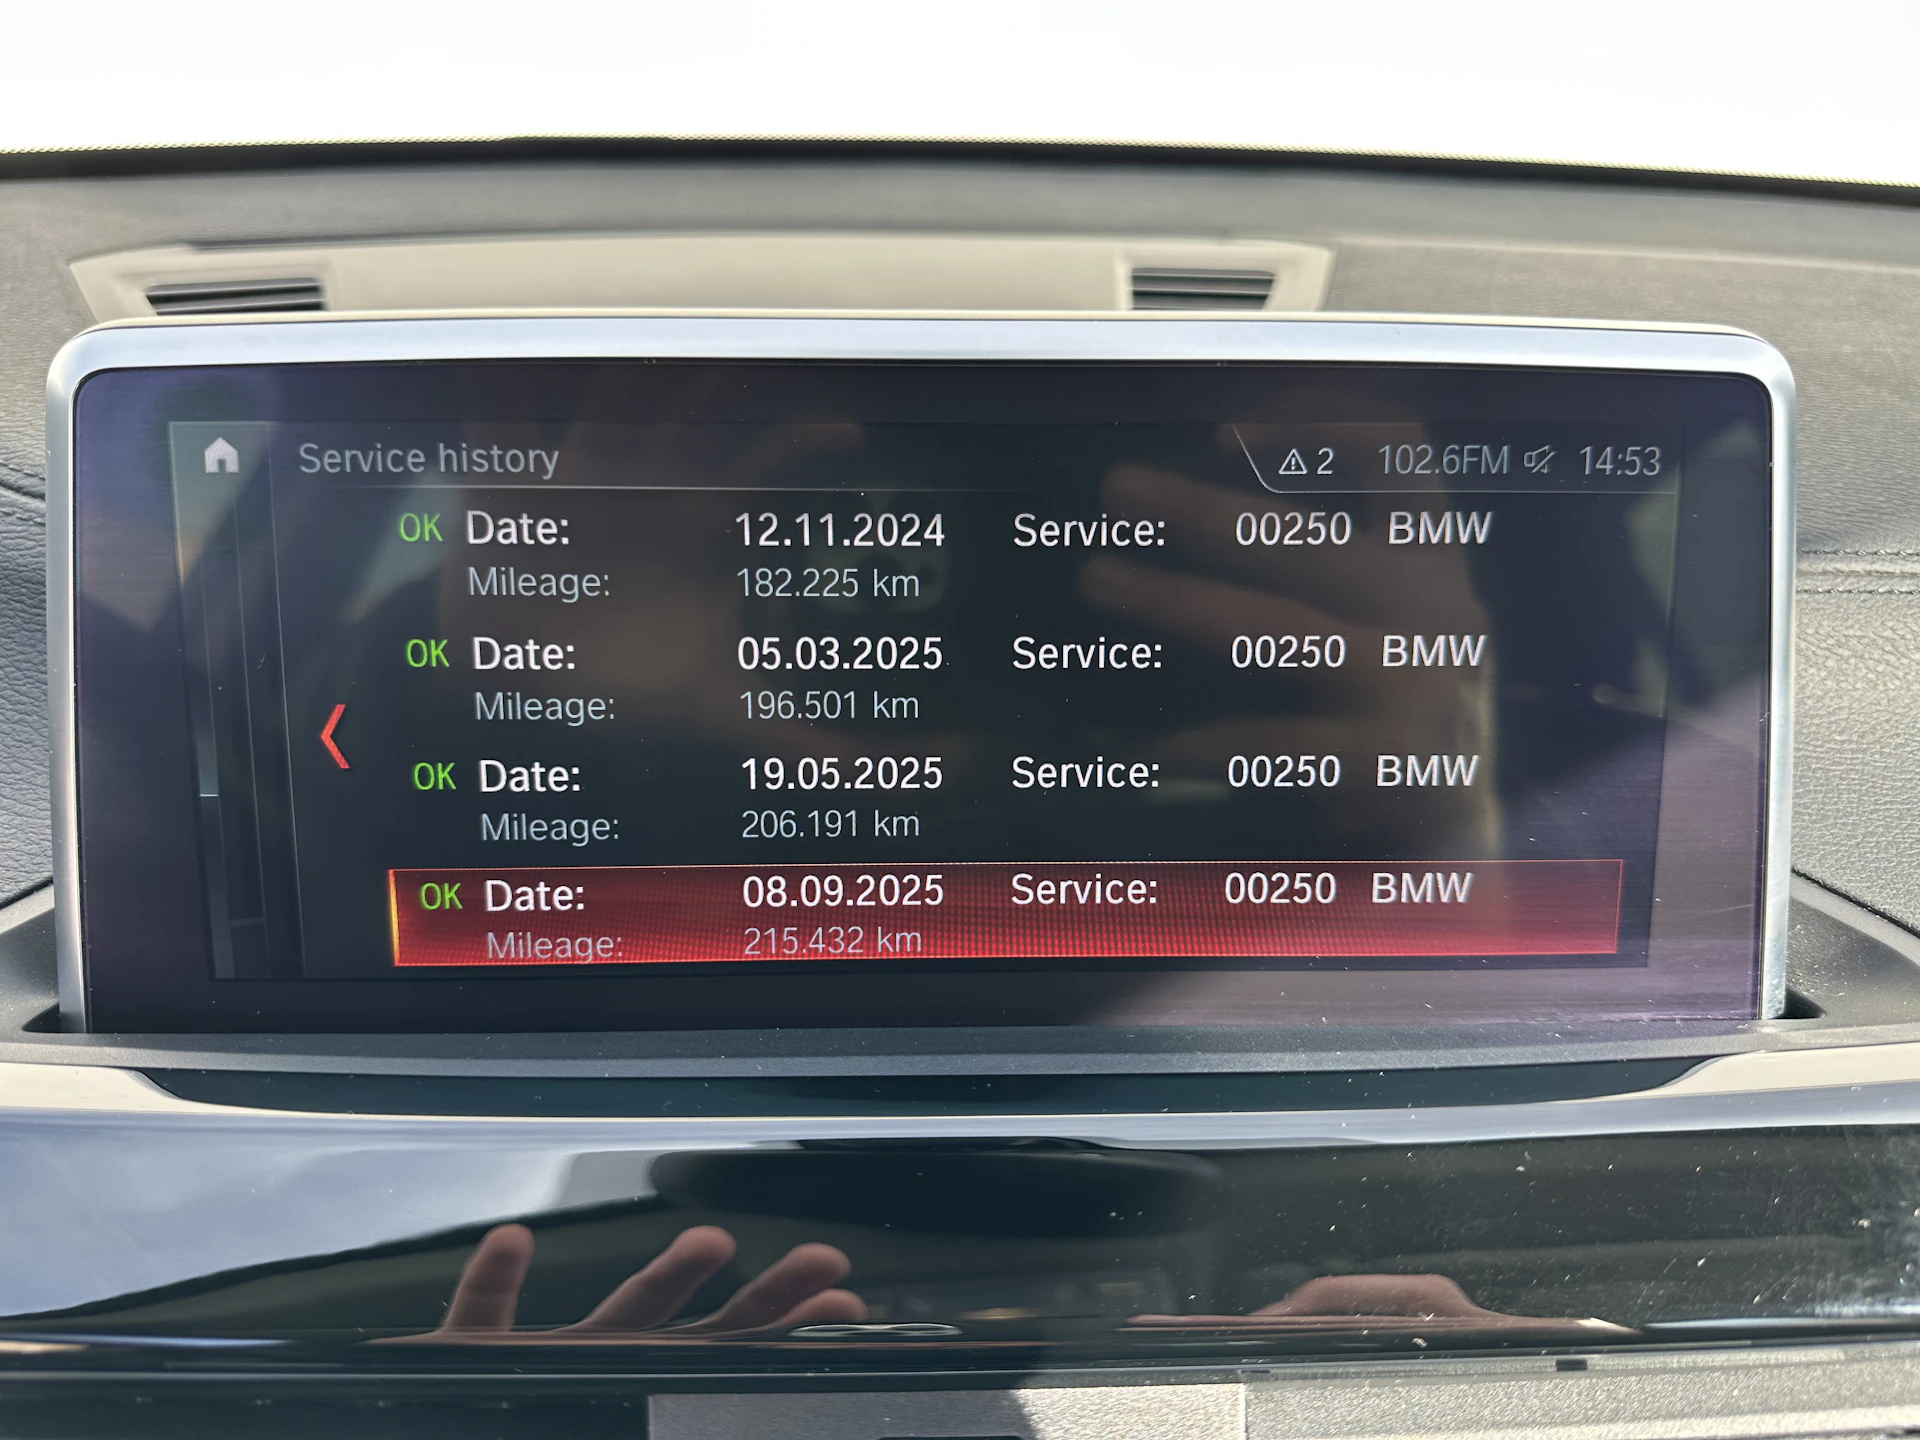 Service history 2 102.6FM 14:53
OK Date: 12.11.2024 Service: 00250 BMW
Mileage: 182.225 km
OK Date: 05.03.2025 Service: 00250 BMW
Mileage: 196.501 km
OK Date: 19.05.2025 Service: 00250 BMW
Mileage: 206.191 km
OK Date: 08.09.2025 Service: 00250 BMW
Mileage: 215.432 km